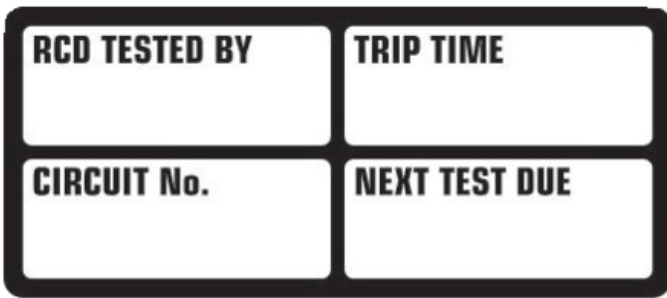 RCD TESTED BY
TRIP TIME
CIRCUIT No.
NEXT TEST DUE